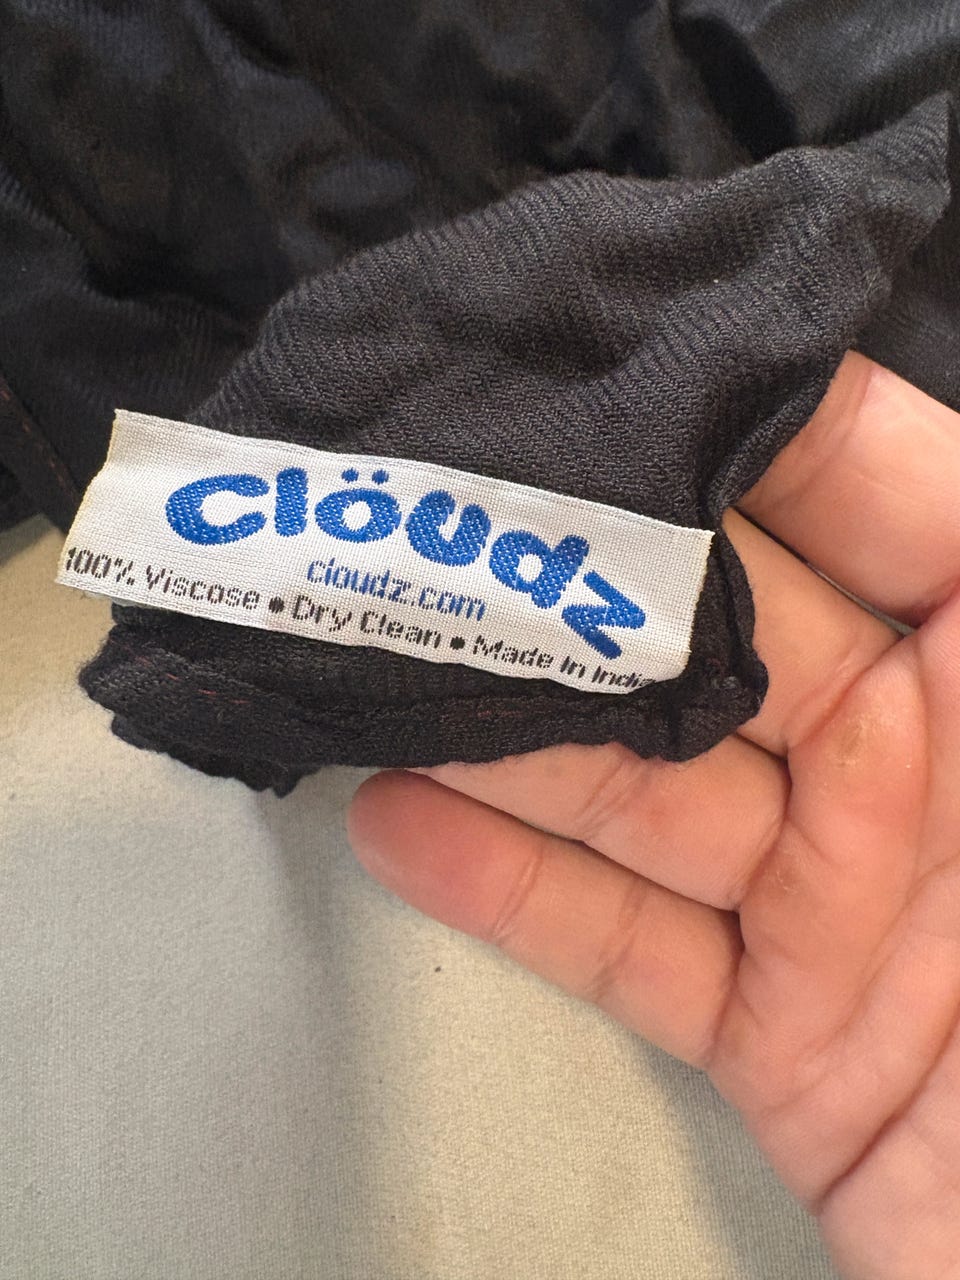 clöudz
cloudz.com
100% Viscose • Dry Clean • Made In India